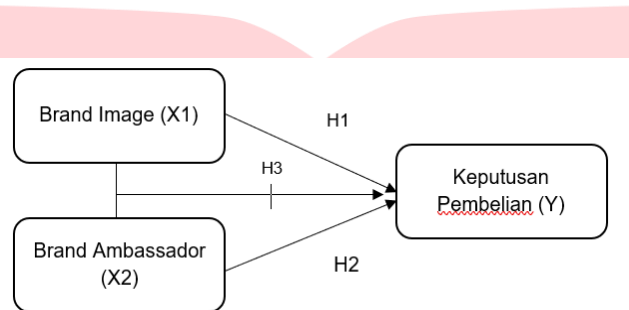 Brand Image (X1)
H1
H3
Keputusan
Pembelian (Y)
Brand Ambassador
(X2)
H2